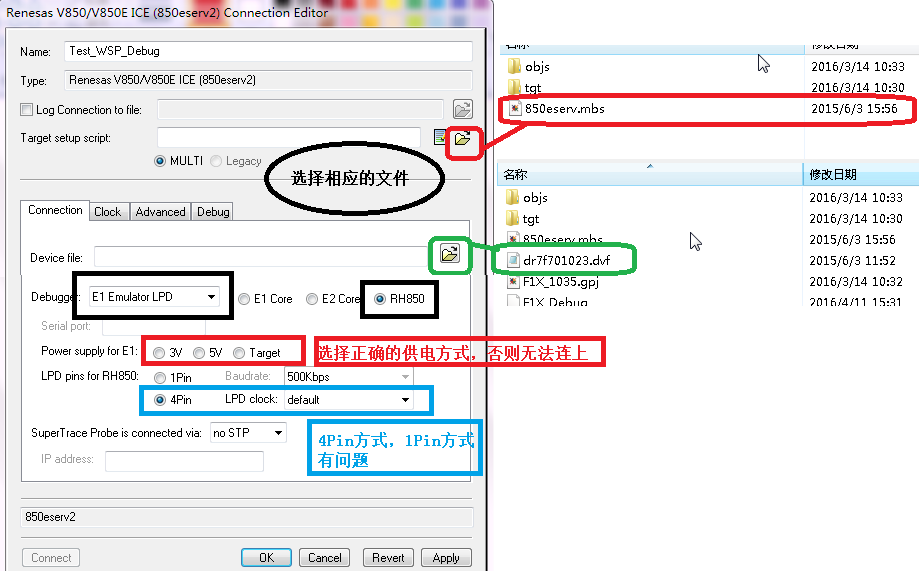 Renesas V850/V850E ICE (850eserv2) Connection Editor
Name: Test_WSP_Debug
Type: Renesas V850/V850E ICE (850eserv2)
Log Connection to file:
Target setup script:
MULTI Legacy
选择相应的文件
Connection Clock Advanced Debug
Device file:
Debugger: E1 Emulator LPD E1 Core E2 Core RH850
Serial port:
Power supply for E1: 3V 5V Target
选择正确的供电方式，否则无法连上
LPD pins for RH850: 1Pin Baudrate: 500Kbps
4Pin LPD clock: default
SuperTrace Probe is connected via: no STP
4Pin方式，1Pin方式
有问题
IP address:
850eserv2
Connect OK Cancel Revert Apply
名称 修改日期
objs 2016/3/14 10:33
tgt 2016/3/14 10:30
850eserv.mbs 2015/6/3 15:56
名称 修改日期
objs 2016/3/14 10:33
tgt 2016/3/14 10:30
850eserv.mbs 2015/6/3 15:56
dr7f701023.dvf 2015/6/3 11:52
F1X_1035.gpj 2016/3/14 10:33
F1X_Debug 2016/4/11 15:31